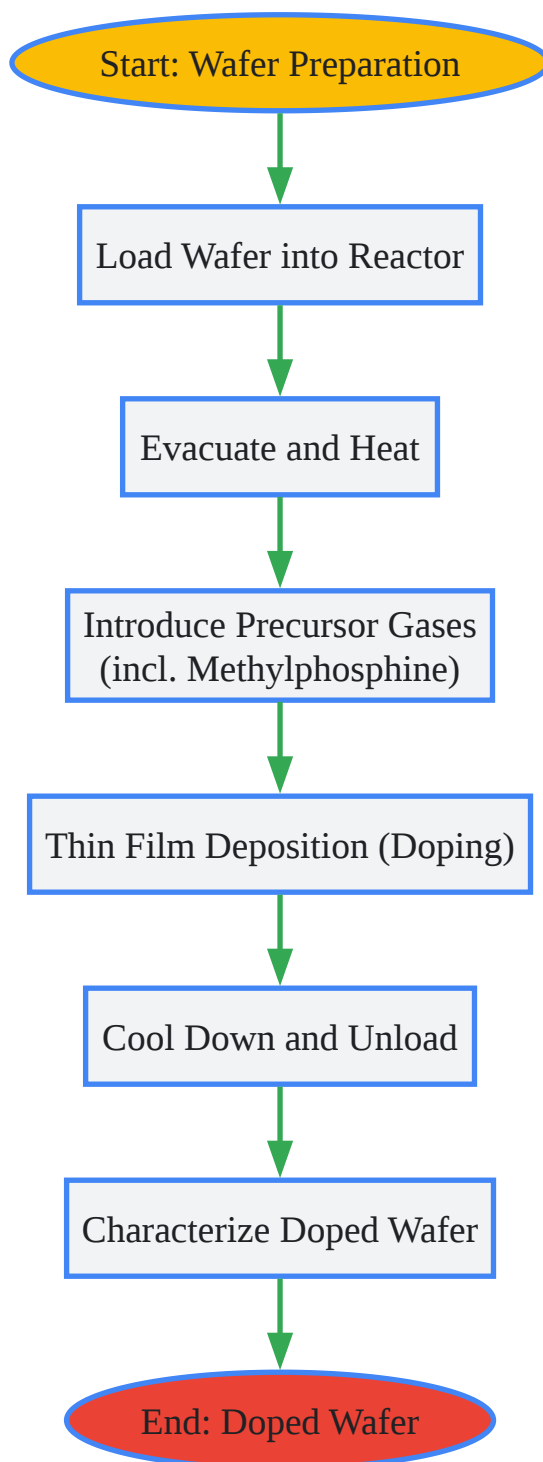 Start: Wafer Preparation
Load Wafer into Reactor
Evacuate and Heat
Introduce Precursor Gases
(incl. Methylphosphine)
Thin Film Deposition (Doping)
Cool Down and Unload
Characterize Doped Wafer
End: Doped Wafer